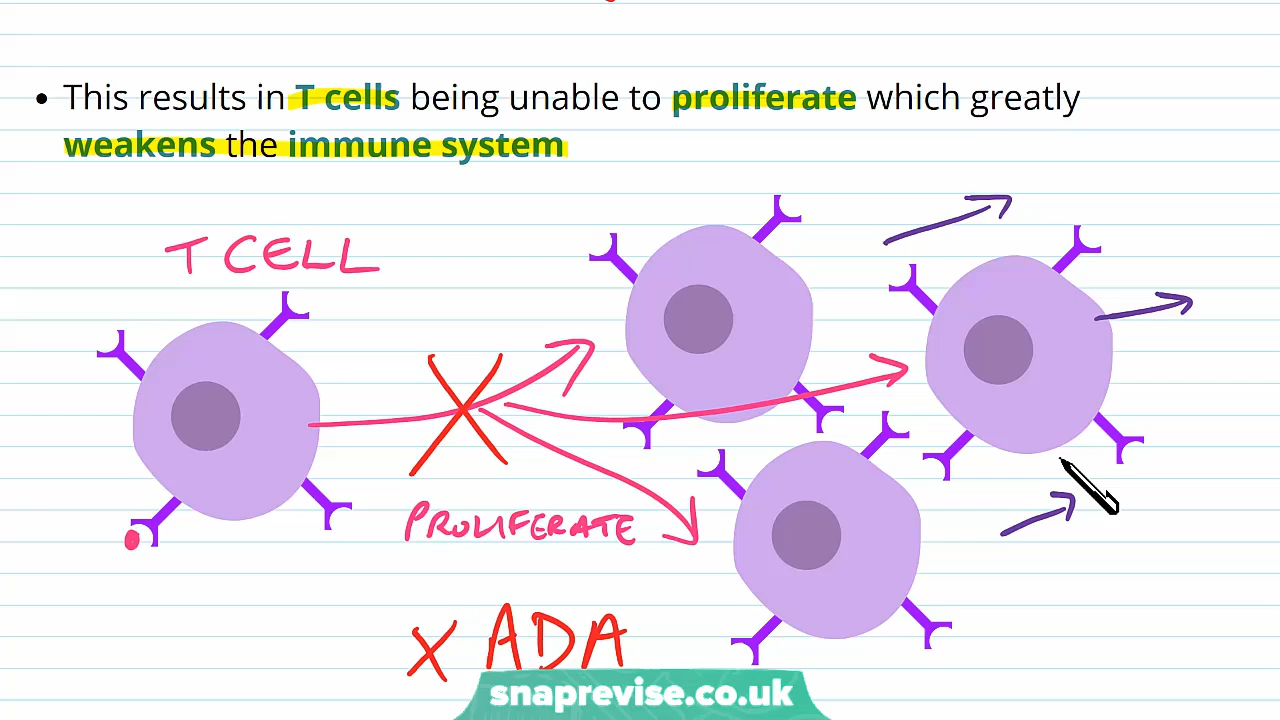 • This results in T cells being unable to proliferate which greatly
weakens the immune system
T CELL
PROLIFERATE
X ADA
snaprevise.co.uk